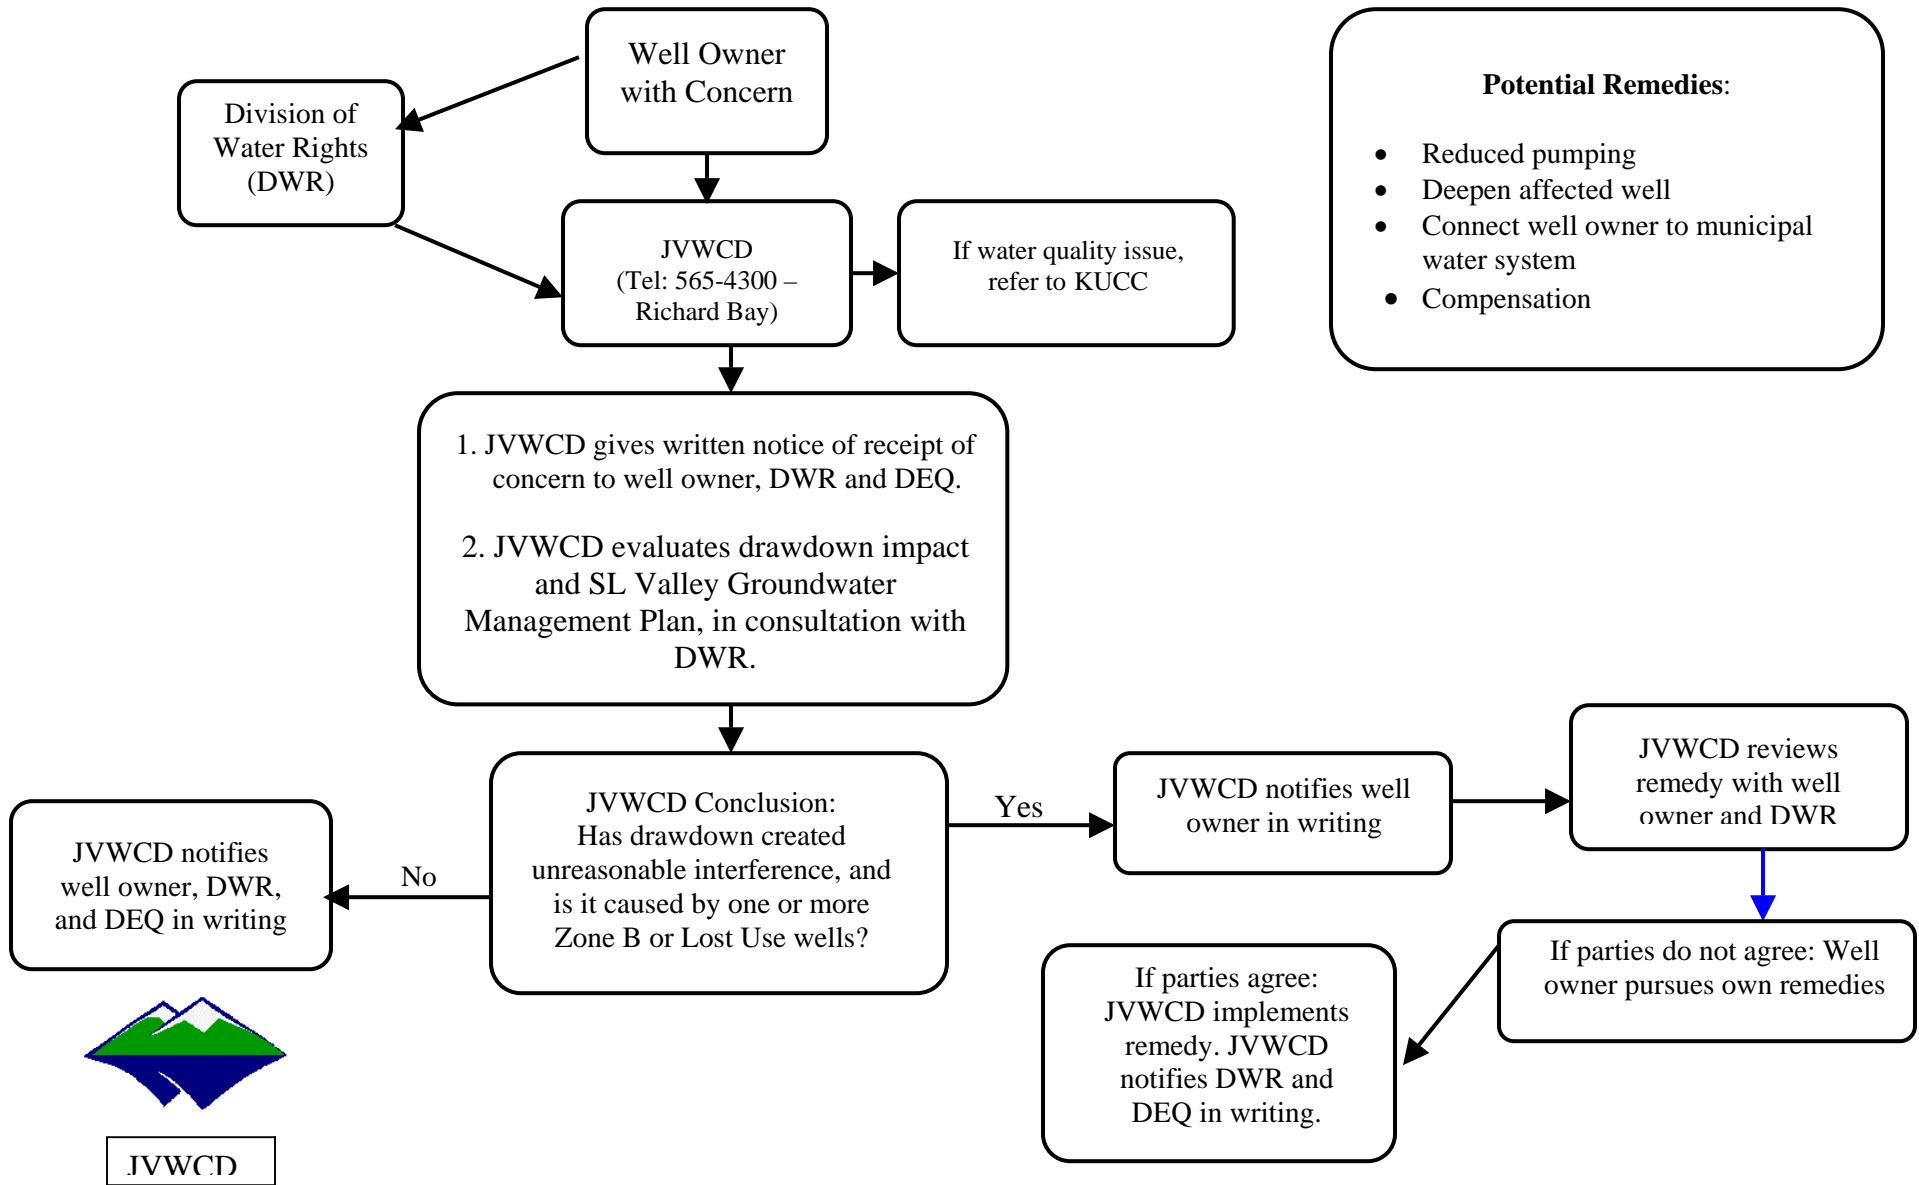 Well Owner
with Concern
Division of
Water Rights
(DWR)
JVWCD
(Tel: 565-4300 –
Richard Bay)
If water quality issue,
refer to KUCC
Potential Remedies:
• Reduced pumping
• Deepen affected well
• Connect well owner to municipal
water system
• Compensation
1. JVWCD gives written notice of receipt of
concern to well owner, DWR and DEQ.
2. JVWCD evaluates drawdown impact
and SL Valley Groundwater
Management Plan, in consultation with
DWR.
JVWCD Conclusion:
Has drawdown created
unreasonable interference, and
is it caused by one or more
Zone B or Lost Use wells?
No
JVWCD notifies
well owner, DWR,
and DEQ in writing
Yes
JVWCD notifies well
owner in writing
JVWCD reviews
remedy with well
owner and DWR
If parties do not agree: Well
owner pursues own remedies
If parties agree:
JVWCD implements
remedy. JVWCD
notifies DWR and
DEQ in writing.
JVWCD